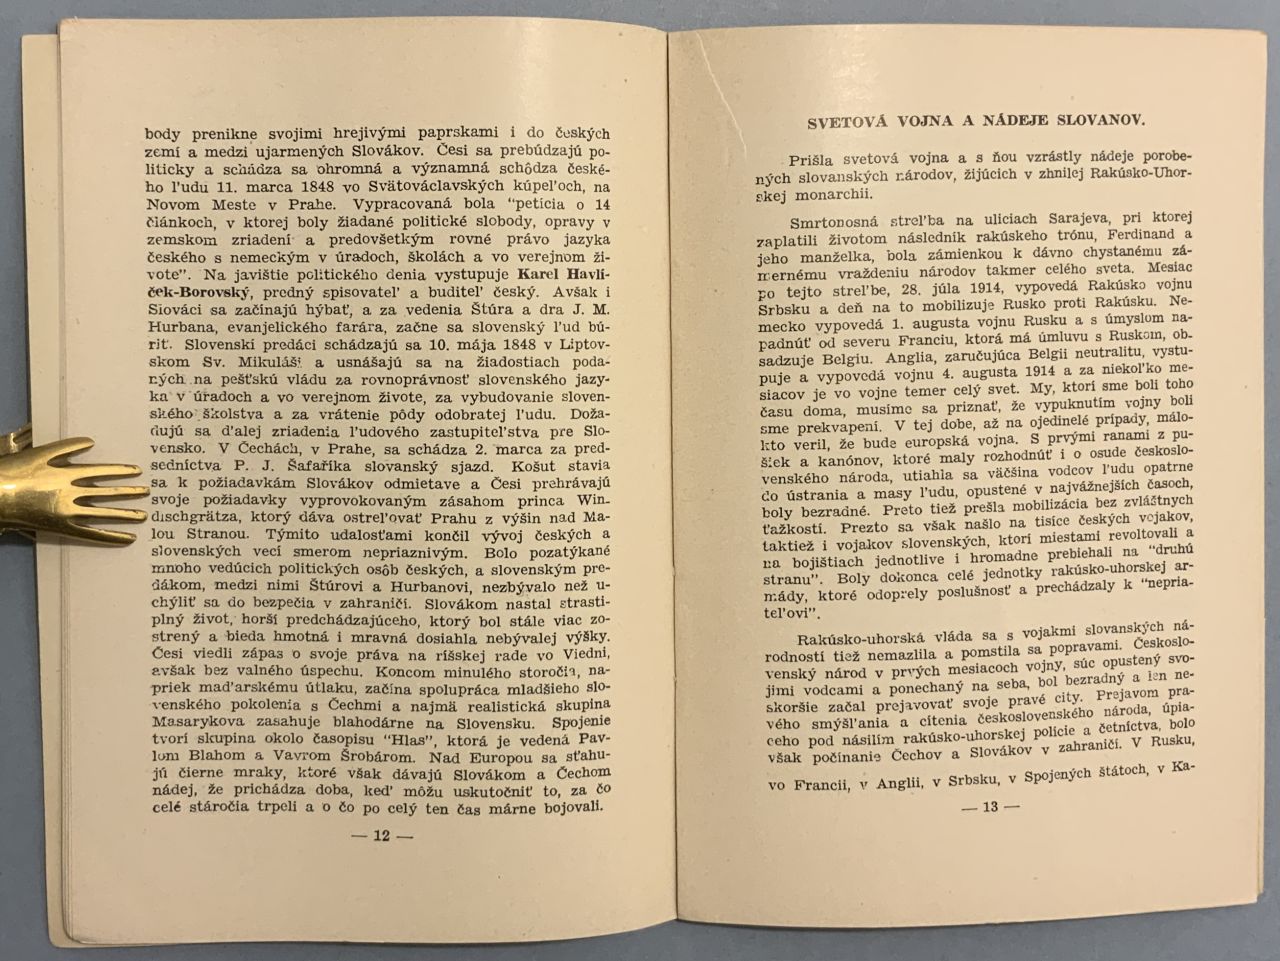 body prenikne svojimi hrejivými paprskami i do českých
zemí a medzi ujarmených Slovákov. Česi sa prebúdzajú po-
liticky a schádza sa ohromná a významná schôdza české-
ho ľudu 11. marca 1848 vo Svätováclavských kúpeľoch, na
Novom Meste v Prahe. Vypracovaná bola "petícia o 14
článkoch, v ktorej boly žiadané politické slobody, opravy v
zemskom zriadení a predovšetkým rovné právo jazyka
českého s nemeckým v úradoch, školách a vo verejnom ži-
vote". Na javištie politického denia vystupuje Karel Havlí-
ček-Borovský, predný spisovateľ a buditeľ český. Avšak i
Slováci sa začínajú hýbať, a za vedenia Štúra a dra J. M.
Hurbana, evanjelického farára, začne sa slovenský ľud bú-
riť. Slovenskí predáci schádzajú sa 10. mája 1848 v Liptov-
skom Sv. Mikuláši a usnášajú sa na žiadostiach poda-
ných na pešťskú vládu za rovnoprávnosť slovenského jazy-
ka v úradoch a vo verejnom živote, za vybudovanie sloven-
ského školstva a za vrátenie pôdy odobratej ľudu. Doža-
dujú sa ďalej zriadenia ľudového zastupiteľstva pre Slo-
vensko. V Čechách, v Prahe, sa schádza 2. marca za pred-
sedníctva P. J. Šafaříka slovanský sjazd. Košut stavia
sa k požiadavkám Slovákov odmietave a Česi prehrávajú
svoje požiadavky vyprovokovaným zásahom princa Win-
dischgrätza, ktorý dáva ostreľovať Prahu z výšin nad Ma-
lou Stranou. Týmito udalosťami končil vývoj českých a
slovenských vecí smerom nepriaznivým. Bolo pozatýkané
mnoho vedúcich politických osôb českých, a slovenským pre-
dákom, medzi nimi Štúrovi a Hurbanovi, nezbývalo než u-
chýliť sa do bezpečia v zahraničí. Slovákom nastal strasti-
plný život, horší predchádzajúceho, ktorý bol stále viac zo-
strený a bieda hmotná i mravná dosiahla nebývalej výšky.
Česi viedli zápas o svoje práva na ríšskej rade vo Viedni,
avšak bez valného úspechu. Koncom minulého storočia, na-
priek maďarskému útlaku, začína spolupráca mladšieho slo-
venského pokolenia s Čechmi a najmä realistická skupina
Masarykova zasahuje blahodárne na Slovensku. Spojenie
tvorí skupina okolo časopisu "Hlas", ktorá je vedená Pav-
lom Blahom a Vavrom Šrobárom. Nad Europou sa sťahu-
jú čierne mraky, ktoré však dávajú Slovákom a Čechom
nádej, že prichádza doba, keď môžu uskutočniť to, za čo
celé stáročia trpeli a o čo po celý ten čas márne bojovali.
— 12 —
SVETOVÁ VOJNA A NÁDEJE SLOVANOV.
Prišla svetová vojna a s ňou vzrástly nádeje porobe-
ných slovanských národov, žijúcich v zhnilej Rakúsko-Uhor-
skej monarchii.
Smrtonosná streľba na uliciach Sarajeva, pri ktorej
zaplatili životom následník rakúskeho trónu, Ferdinand a
jeho manželka, bola zámienkou k dávno chystanému zá-
mernému vraždeniu národov takmer celého sveta. Mesiac
po tejto streľbe, 28. júla 1914, vypovedá Rakúsko vojnu
Srbsku a deň na to mobilizuje Rusko proti Rakúsku. Ne-
mecko vypovedá 1. augusta vojnu Rusku a s úmyslom na-
padnúť od severu Franciu, ktorá má úmluvu s Ruskom, ob-
sadzuje Belgiu. Anglia, zaručujúca Belgii neutralitu, vystu-
puje a vypovedá vojnu 4. augusta 1914 a za niekoľko me-
siacov je vo vojne temer celý svet. My, ktorí sme boli toho
času doma, musíme sa priznať, že vypuknutím vojny boli
sme prekvapení. V tej dobe, až na ojedinelé prípady, málo-
kto veril, že bude europská vojna. S prvými ranami z pu-
šiek a kanónov, ktoré maly rozhodnúť i o osude českoslo-
venského národa, utiahla sa väčšina vodcov ľudu opatrne
do ústrania a masy ľudu, opustené v najvážnejších časoch,
boly bezradné. Preto tiež prešla mobilizácia bez zvláštnych
ťažkostí. Prezto sa však našlo na tisíce českých vojakov,
taktiež i vojakov slovenských, ktorí miestami revoltovali a
na bojištiach jednotlive i hromadne prebiehali na "druhú
stranu". Boly dokonca celé jednotky rakúsko-uhorskej ar-
mády, ktoré odoprely poslušnosť a prechádzaly k "nepria-
teľovi".
Rakúsko-uhorská vláda sa s vojakmi slovanských ná-
rodností tiež nemazlila a pomstila sa popravami. Českoslo-
venský národ v prvých mesiacoch vojny, súc opustený svo-
jimi vodcami a ponechaný na seba, bol bezradný a len ne-
skoršie začal prejavovať svoje pravé city. Prejavom pra-
vého smýšľania a cítenia československého národa, úpia-
ceho pod násilím rakúsko-uhorskej polície a četníctva, bolo
však počínanie Čechov a Slovákov v zahraničí. V Rusku,
vo Francii, v Anglii, v Srbsku, v Spojených štátoch, v Ka-
— 13 —